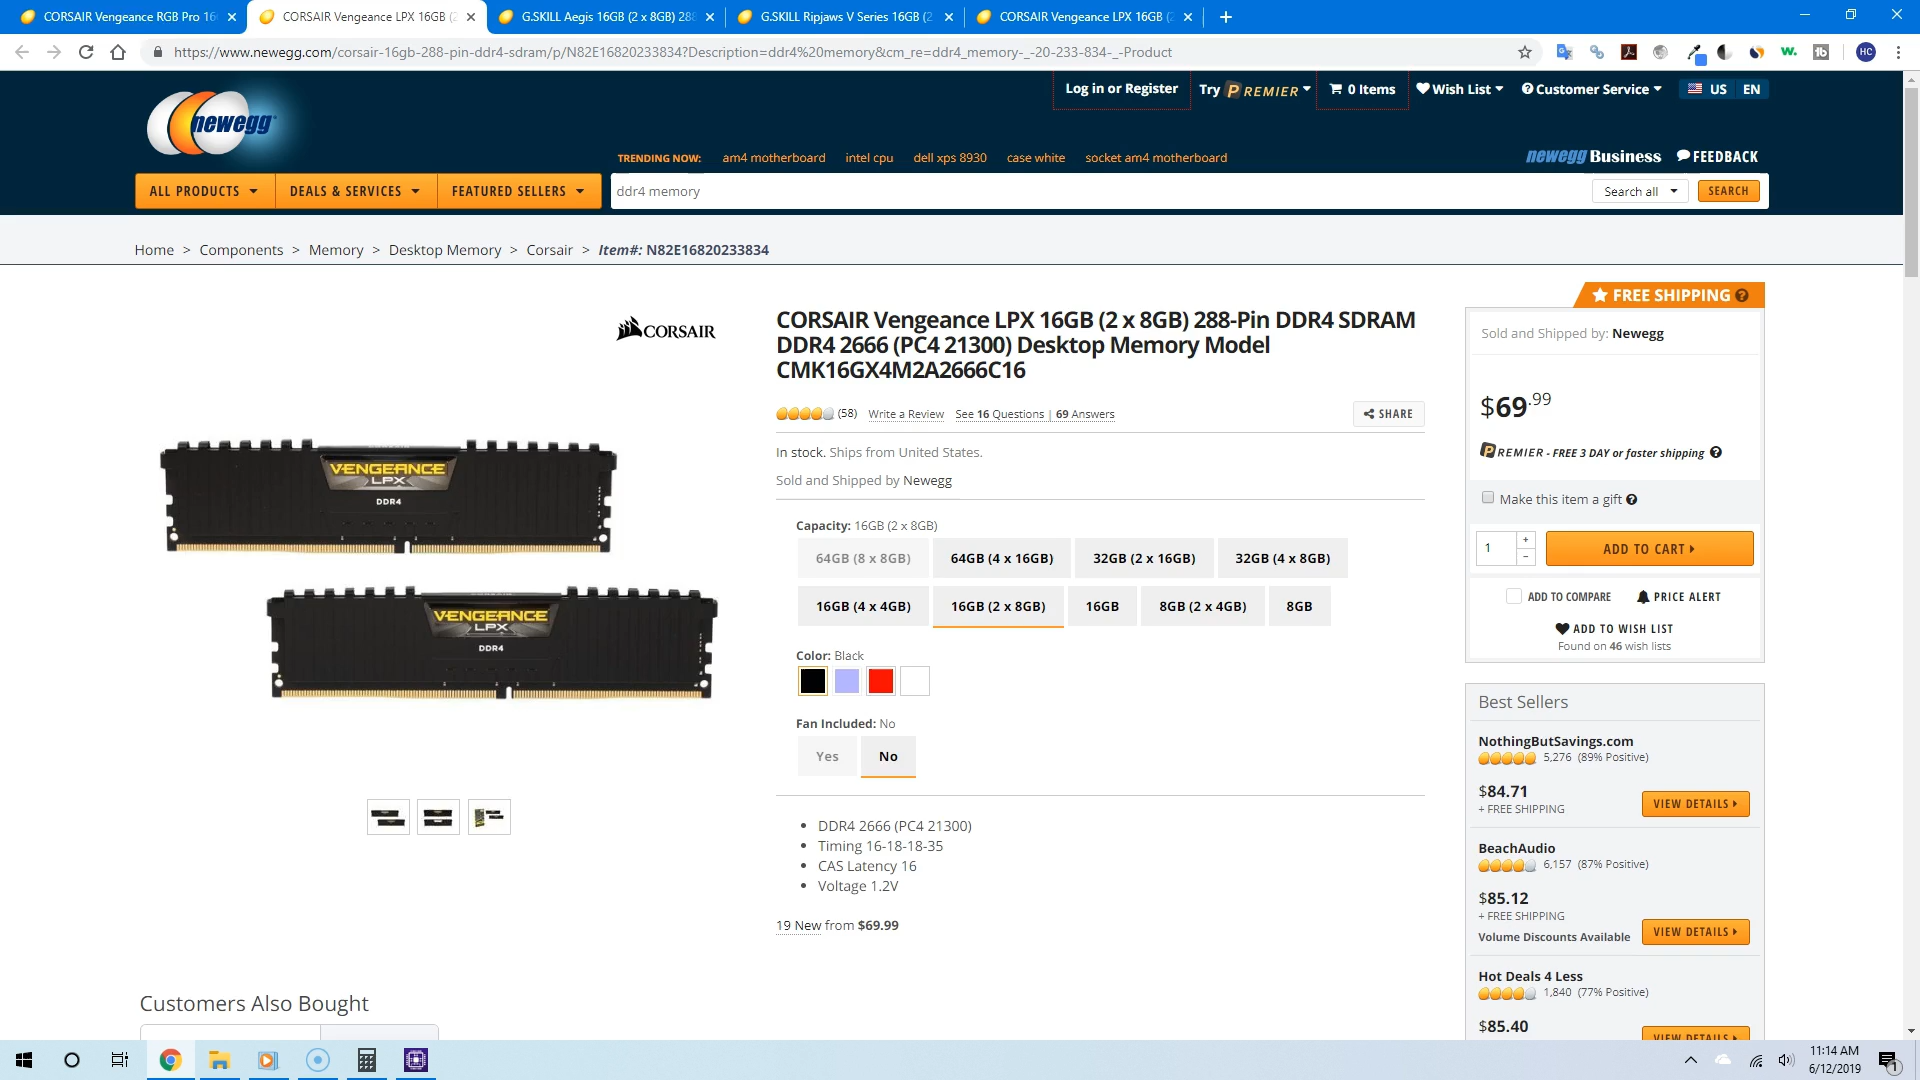 CORSAIR Vengeance RGB Pro 16
CORSAIR Vengeance LPX 16GB (2
G.SKILL Aegis 16GB (2 x 8GB) 288
G.SKILL Ripjaws V Series 16GB (2
CORSAIR Vengeance LPX 16GB (2
https://www.newegg.com/corsair-16gb-288-pin-ddr4-sdram/p/N82E16820233834?Description=ddr4%20memory&cm_re=ddr4_memory-_-20-233-834-_-Product
HC
Log in or Register
Try PREMIER
0 Items
Wish List
Customer Service
US EN
newegg
TRENDING NOW: am4 motherboard intel cpu dell xps 8930 case white socket am4 motherboard
newegg Business FEEDBACK
ALL PRODUCTS
DEALS & SERVICES
FEATURED SELLERS
ddr4 memory
Search all
SEARCH
Home > Components > Memory > Desktop Memory > Corsair > Item#: N82E16820233834
CORSAIR
VENGEANCE
LPX
DDR4
VENGEANCE
LPX
DDR4
CORSAIR Vengeance LPX 16GB (2 x 8GB) 288-Pin DDR4 SDRAM
DDR4 2666 (PC4 21300) Desktop Memory Model
CMK16GX4M2A2666C16
(58) Write a Review See 16 Questions | 69 Answers
SHARE
In stock. Ships from United States.
Sold and Shipped by Newegg
Capacity: 16GB (2 x 8GB)
64GB (8 x 8GB) 64GB (4 x 16GB) 32GB (2 x 16GB) 32GB (4 x 8GB)
16GB (4 x 4GB) 16GB (2 x 8GB) 16GB 8GB (2 x 4GB) 8GB
Color: Black
Fan Included: No
Yes No
• DDR4 2666 (PC4 21300)
• Timing 16-18-18-35
• CAS Latency 16
• Voltage 1.2V
19 New from $69.99
Customers Also Bought
FREE SHIPPING
Sold and Shipped by: Newegg
$69.99
PREMIER - FREE 3 DAY or faster shipping
Make this item a gift
1 + -
ADD TO CART
ADD TO COMPARE
PRICE ALERT
ADD TO WISH LIST
Found on 46 wish lists
Best Sellers
NothingButSavings.com
5,276 (89% Positive)
$84.71
+ FREE SHIPPING
VIEW DETAILS
BeachAudio
6,157 (87% Positive)
$85.12
+ FREE SHIPPING
Volume Discounts Available
VIEW DETAILS
Hot Deals 4 Less
1,840 (77% Positive)
$85.40
VIEW DETAILS
11:14 AM
6/12/2019
1